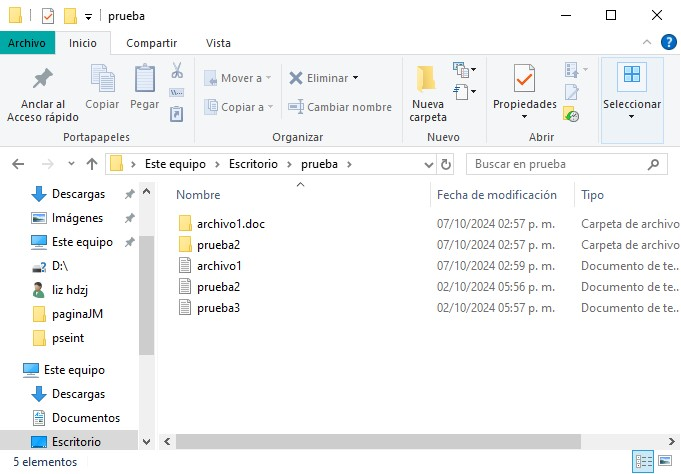 prueba
Archivo Inicio Compartir Vista
Anclar al Acceso rápido
Copiar
Pegar
Mover a
Copiar a
Eliminar
Cambiar nombre
Nueva carpeta
Propiedades
Seleccionar
Portapapeles Organizar Nuevo Abrir
Este equipo Escritorio prueba
Buscar en prueba
Descargas
Imágenes
Este equipo
D:\
liz hdzj
paginaJM
pseint
Este equipo
Descargas
Documentos
Escritorio
Nombre Fecha de modificación Tipo
archivo1.doc 07/10/2024 02:57 p. m. Carpeta de archivo
prueba2 07/10/2024 02:57 p. m. Carpeta de archivo
archivo1 07/10/2024 02:59 p. m. Documento de te...
prueba2 02/10/2024 05:56 p. m. Documento de te...
prueba3 02/10/2024 05:57 p. m. Documento de te...
5 elementos